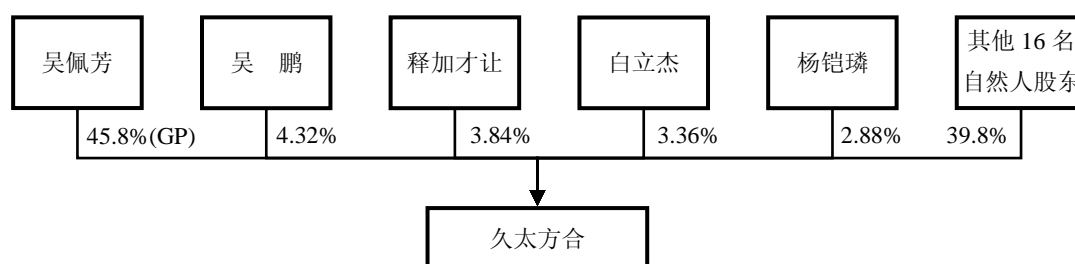 吴佩芳
吴　鹏
释加才让
白立杰
杨铠璘
其他 16 名
自然人股东
45.8%(GP)
4.32%
3.84%
3.36%
2.88%
39.8%
久太方合